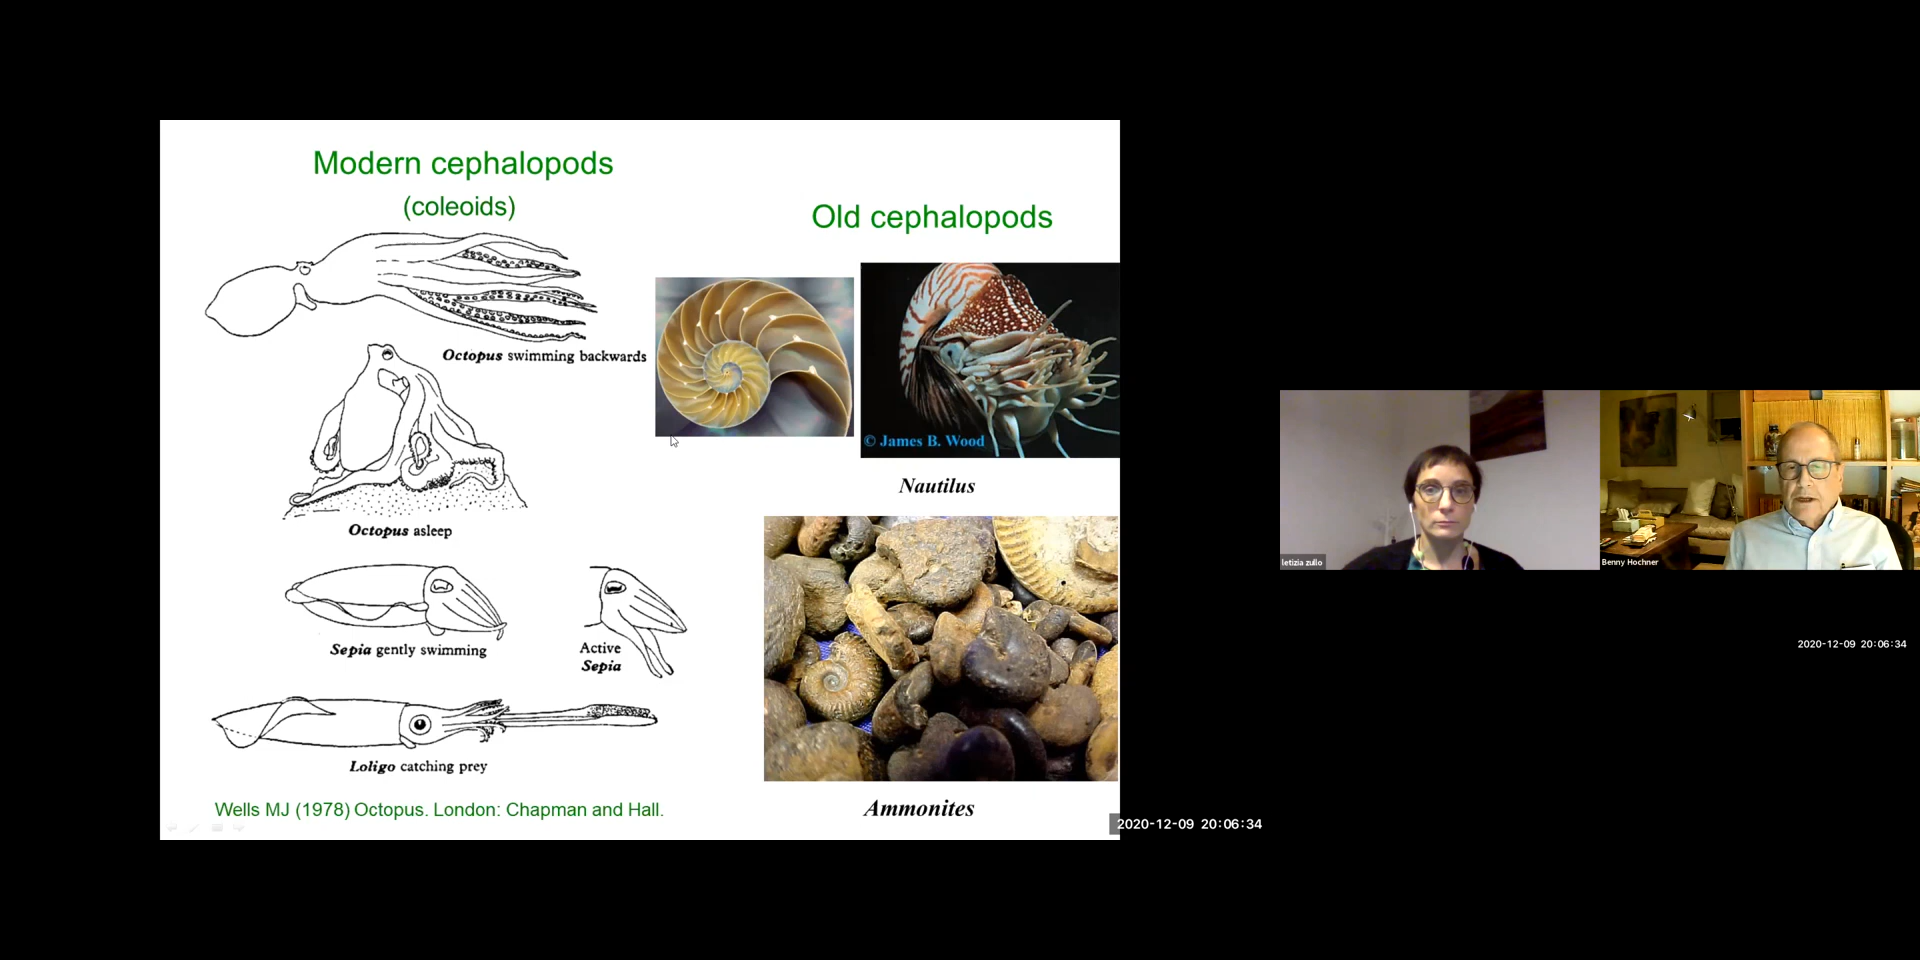 Modern cephalopods
(coleoids)
Old cephalopods
Octopus swimming backwards
© James B. Wood
Nautilus
Octopus asleep
Sepia gently swimming
Active
Sepia
Loligo catching prey
Wells MJ (1978) Octopus. London: Chapman and Hall.
Ammonites
2020-12-09 20:06:34
letizia zullo
Benny Hochner
2020-12-09 20:06:34